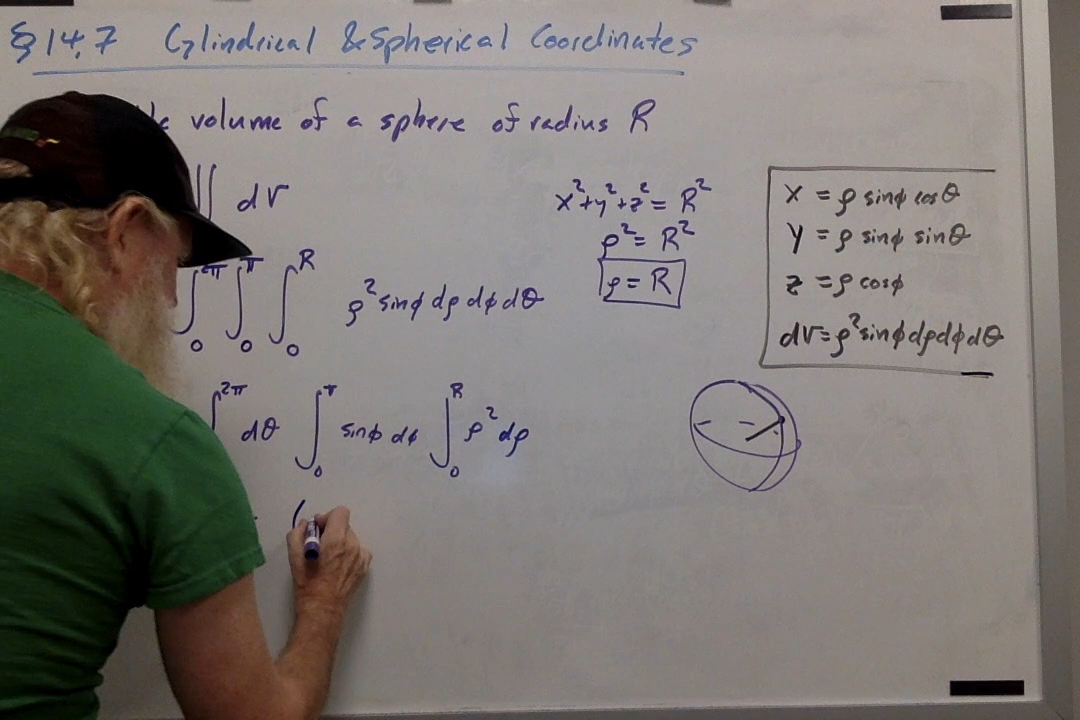 § 14.7 Cylindrical & Spherical Coordinates
volume of a sphere of radius R
∬ dV
∫₀^2π ∫₀^π ∫₀^R ρ² sinϕ dρ dϕ dθ
∫^2π dθ ∫₀^π sinϕ dϕ ∫₀^R ρ² dρ
(
x² + y² + z² = R²
ρ² = R²
ρ = R
x = ρ sinϕ cosθ
y = ρ sinϕ sinθ
z = ρ cosϕ
dV = ρ² sinϕ dρ dϕ dθ